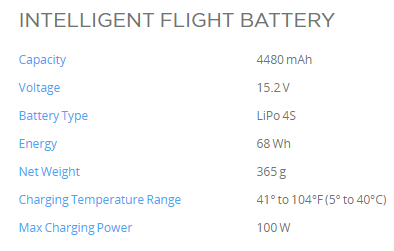 INTELLIGENT FLIGHT BATTERY
Capacity 4480 mAh
Voltage 15.2 V
Battery Type LiPo 4S
Energy 68 Wh
Net Weight 365 g
Charging Temperature Range 41° to 104°F (5° to 40°C)
Max Charging Power 100 W